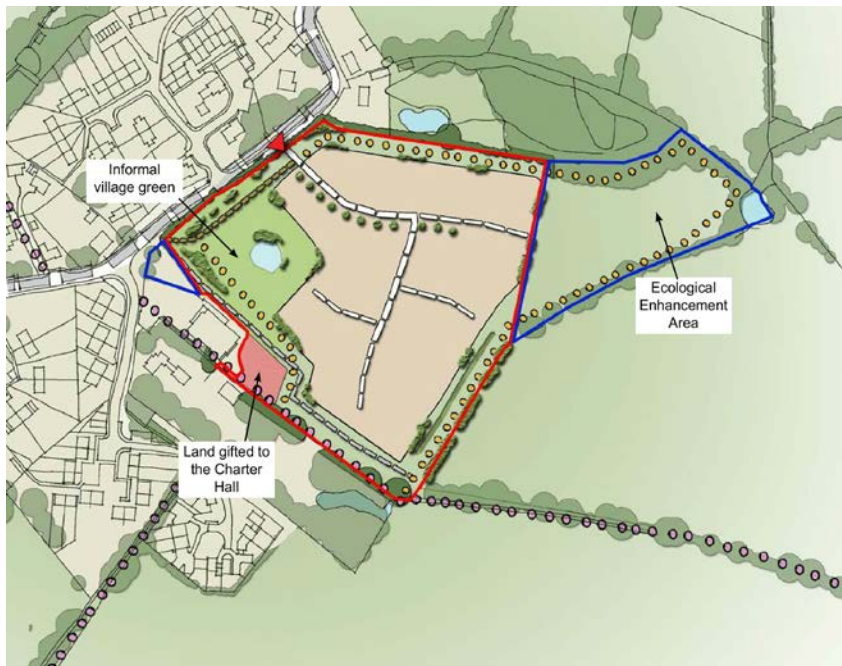 Informal
village green
Ecological
Enhancement
Area
Land gifted to
the Charter
Hall